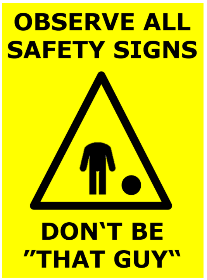 OBSERVE ALL
SAFETY SIGNS
DON‘T BE
”THAT GUY“